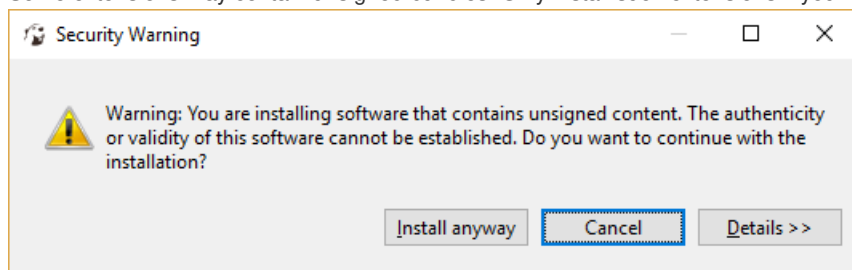 Security Warning
Warning: You are installing software that contains unsigned content. The authenticity
or validity of this software cannot be established. Do you want to continue with the
installation?
Install anyway Cancel Details >>